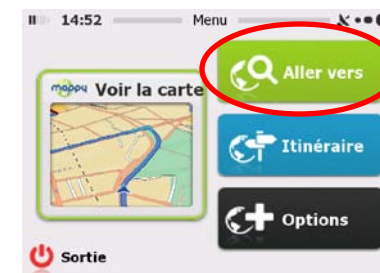 14:52 Menu
Aller vers
mappy Voir la carte
Itinéraire
Options
Sortie